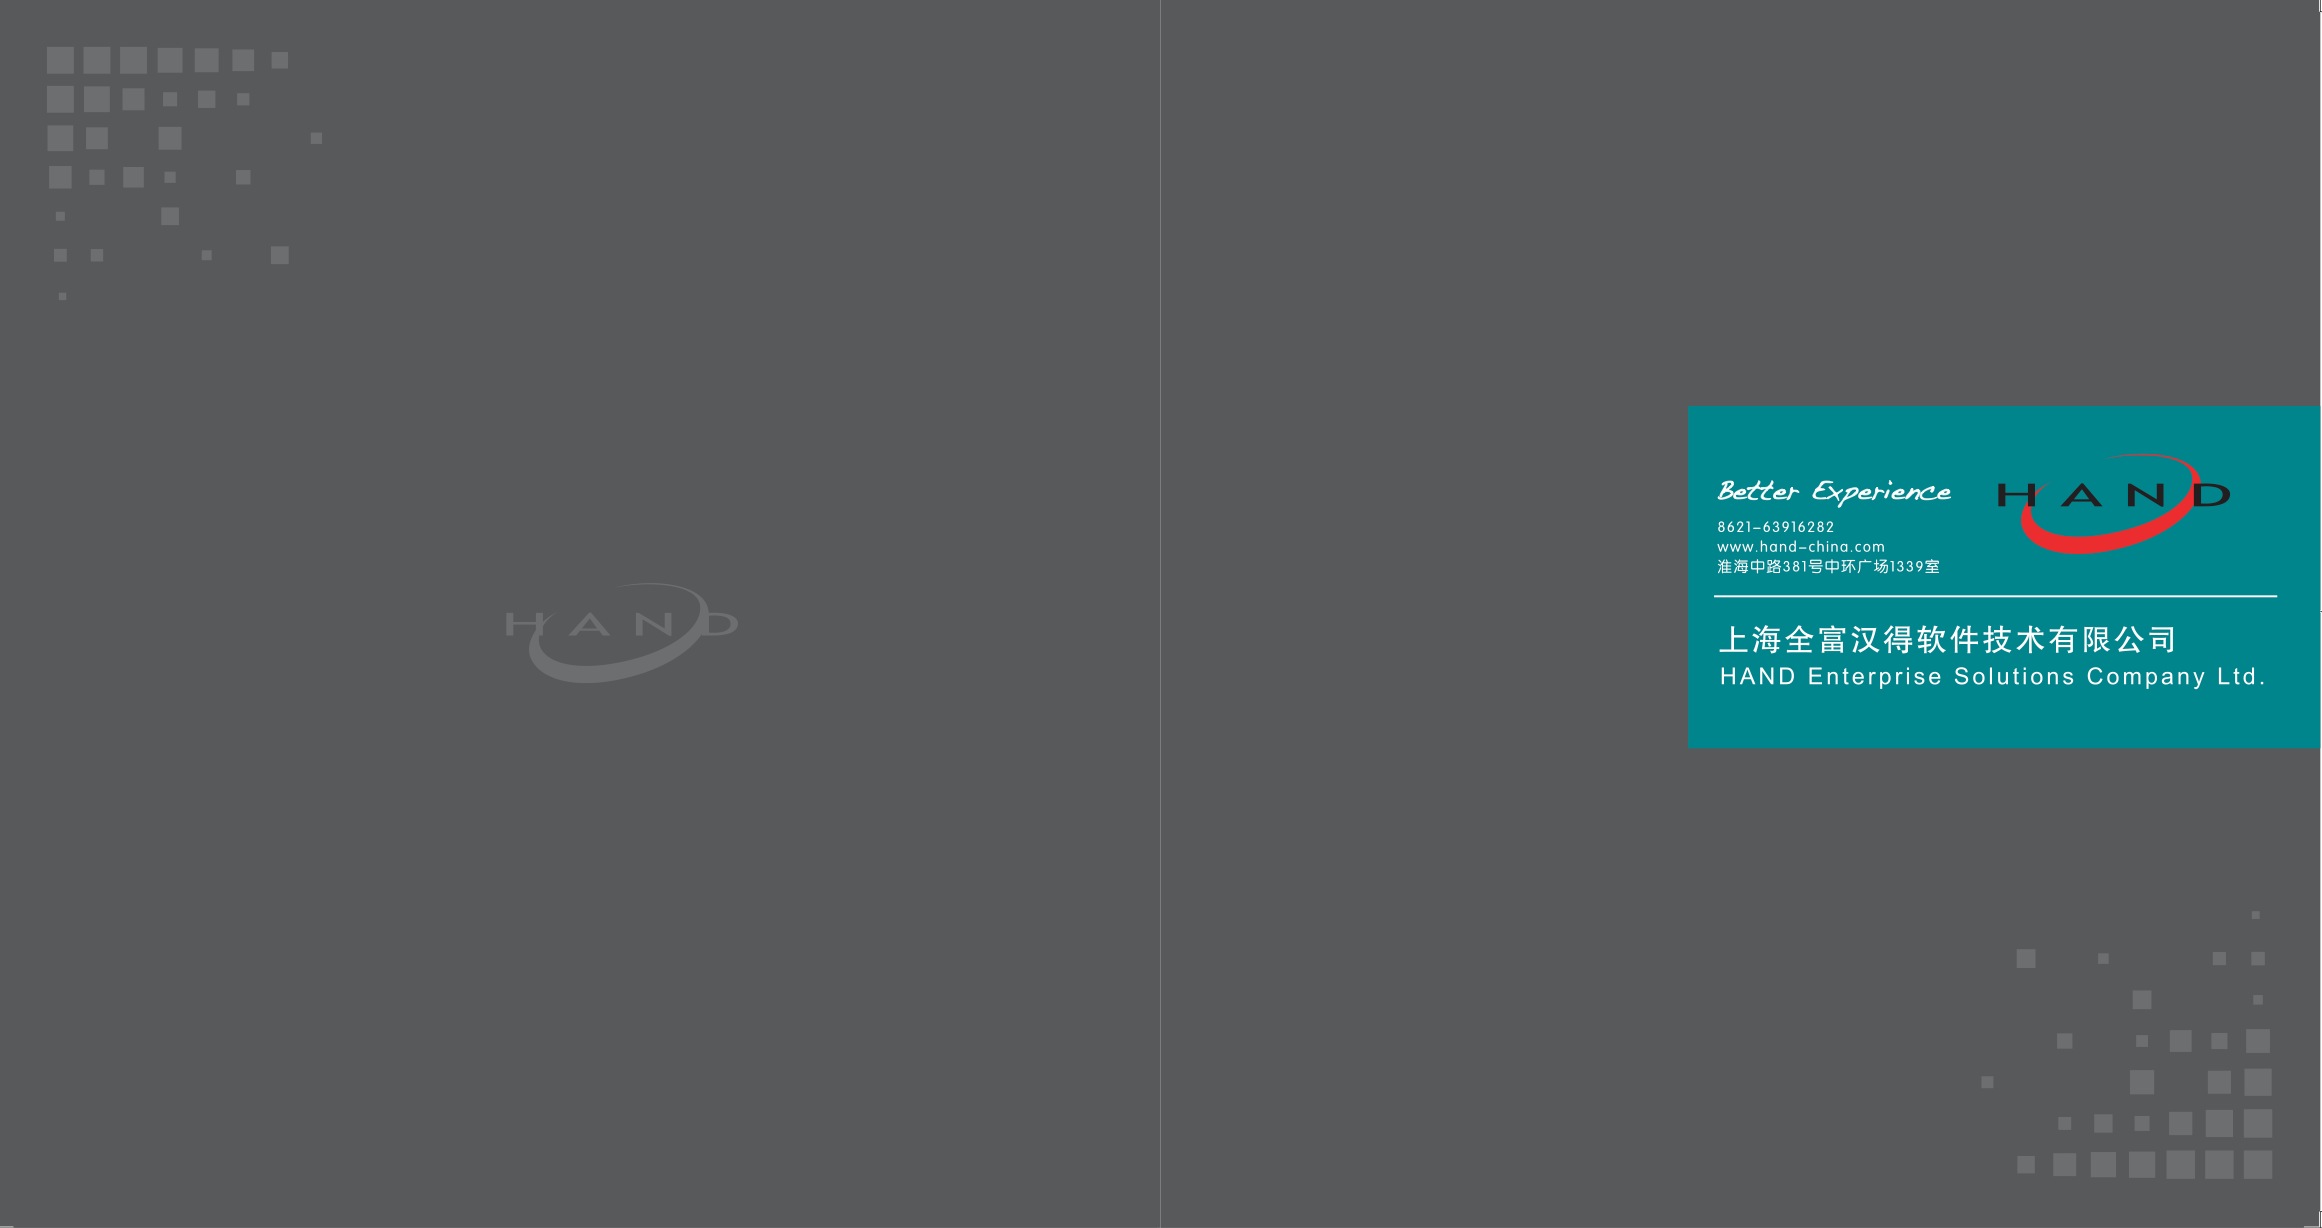 HAND
Better Experience
HAND
8621-63916282
www.hand-china.com
淮海中路381号中环广场1339室
上海全富汉得软件技术有限公司
HAND Enterprise Solutions Company Ltd.